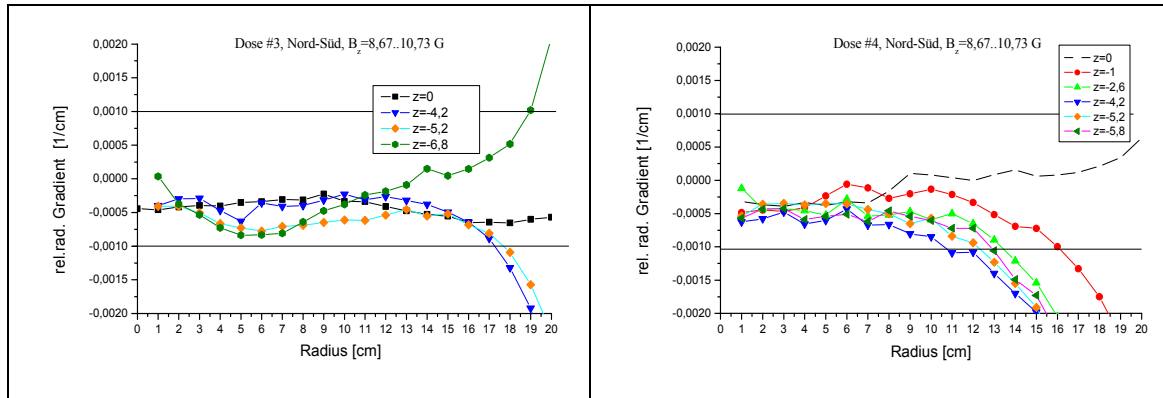 Dose #3, Nord-Süd, B_z=8,67..10,73 G
rel.rad. Gradient [1/cm]
0,0020
0,0015
0,0010
0,0005
0,0000
-0,0005
-0,0010
-0,0015
-0,0020
z=0
z=-4,2
z=-5,2
z=-6,8
0 1 2 3 4 5 6 7 8 9 10 11 12 13 14 15 16 17 18 19 20
Radius [cm]
Dose #4, Nord-Süd, B_z=8,67..10,73 G
rel. rad. Gradient [1/cm]
0,0020
0,0015
0,0010
0,0005
0,0000
-0,0005
-0,0010
-0,0015
-0,0020
z=0
z=-1
z=-2,6
z=-4,2
z=-5,2
z=-5,8
0 1 2 3 4 5 6 7 8 9 10 11 12 13 14 15 16 17 18 19 20
Radius [cm]